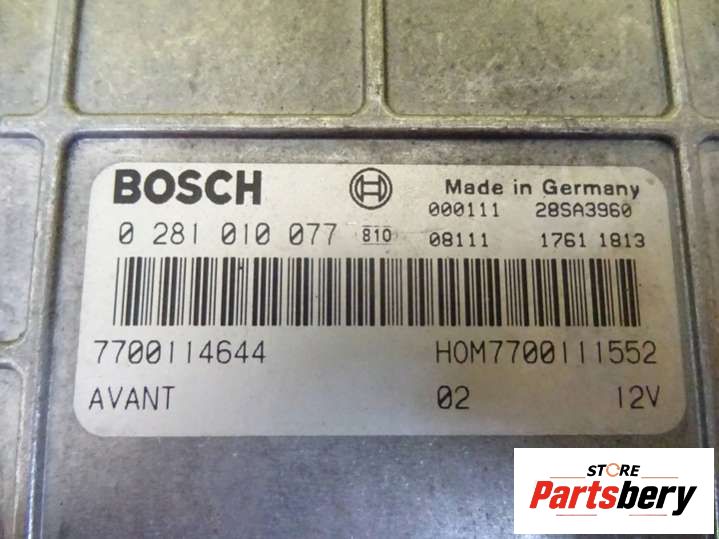 BOSCH
Made in Germany
000111 28SA3960
0 281 010 077 810 08111 1761 1813
7700114644 HOM7700111552
AVANT 02 12V
STORE
Partsbery